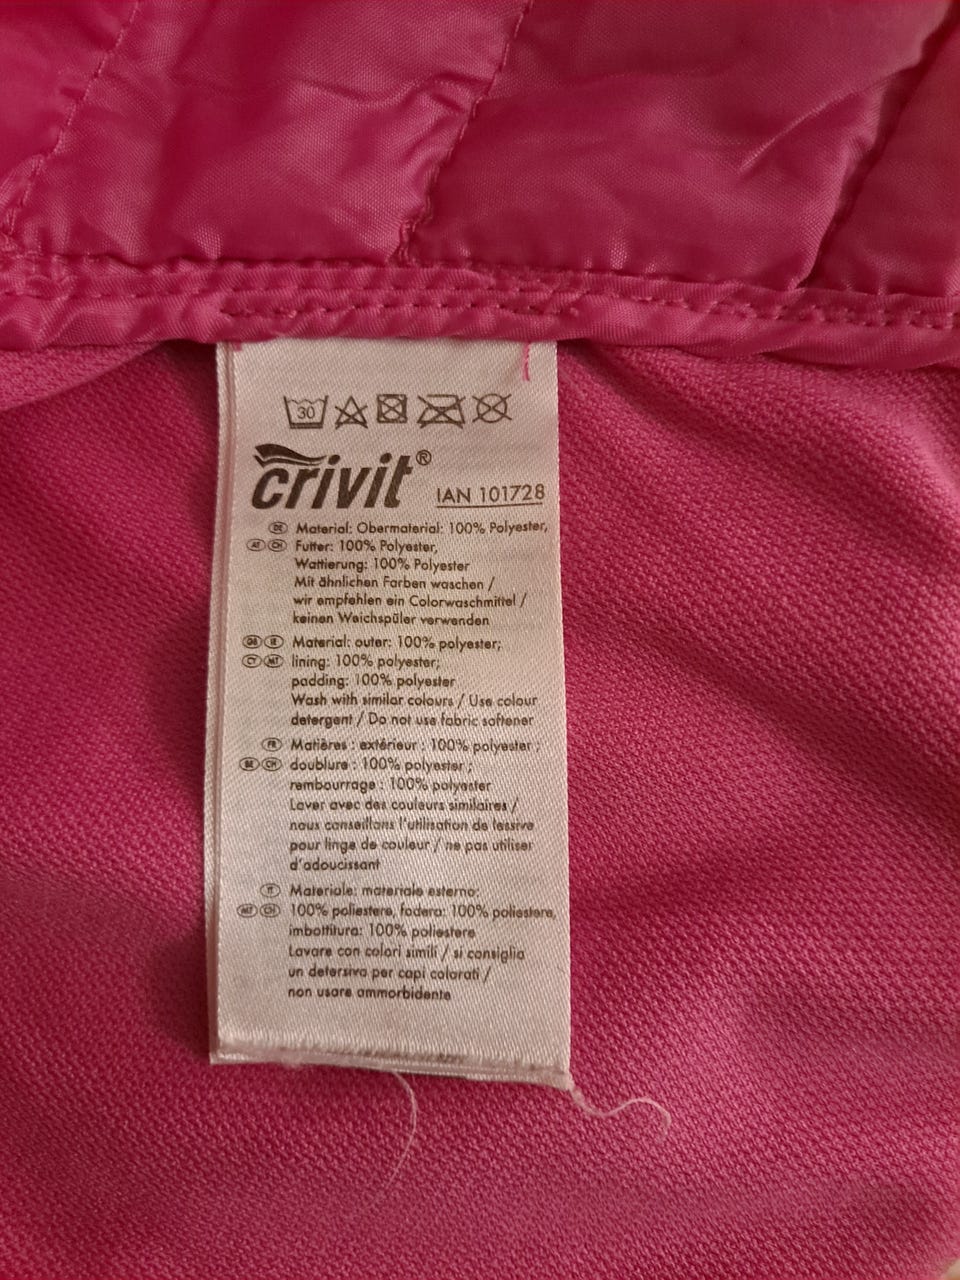 30
crivit®
IAN 101728
DE Material: Obermaterial: 100% Polyester,
AT CH Futter: 100% Polyester,
Wattierung: 100% Polyester
Mit ähnlichen Farben waschen /
wir empfehlen ein Colorwaschmittel /
keinen Weichspüler verwenden
GB IE Material: outer: 100% polyester;
CY MT lining: 100% polyester;
padding: 100% polyester
Wash with similar colours / Use colour
detergent / Do not use fabric softener
FR Matières : extérieur : 100% polyester ;
BE CH doublure : 100% polyester ;
rembourrage : 100% polyester
Laver avec des couleurs similaires /
nous conseillons l'utilisation de lessive
pour linge de couleur / ne pas utiliser
d'adoucissant
IT Materiale: materiale esterno:
MT CH 100% poliestere, fodera: 100% poliestere,
imbottitura: 100% poliestere
Lavare con colori simili / si consiglia
un detersivo per capi colorati /
non usare ammorbidente